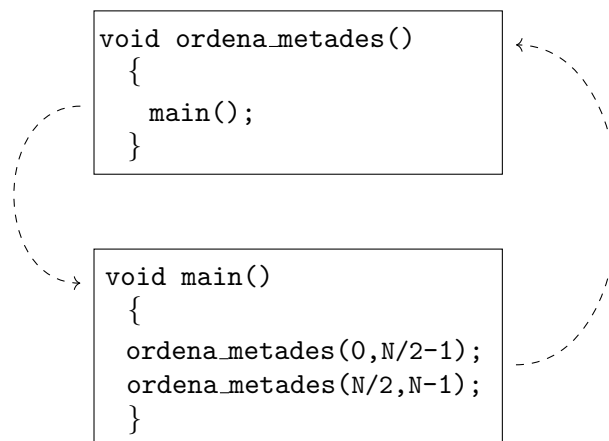 void ordena_metades()
{
main();
}
void main()
{
ordena_metades(0,N/2-1);
ordena_metades(N/2,N-1);
}